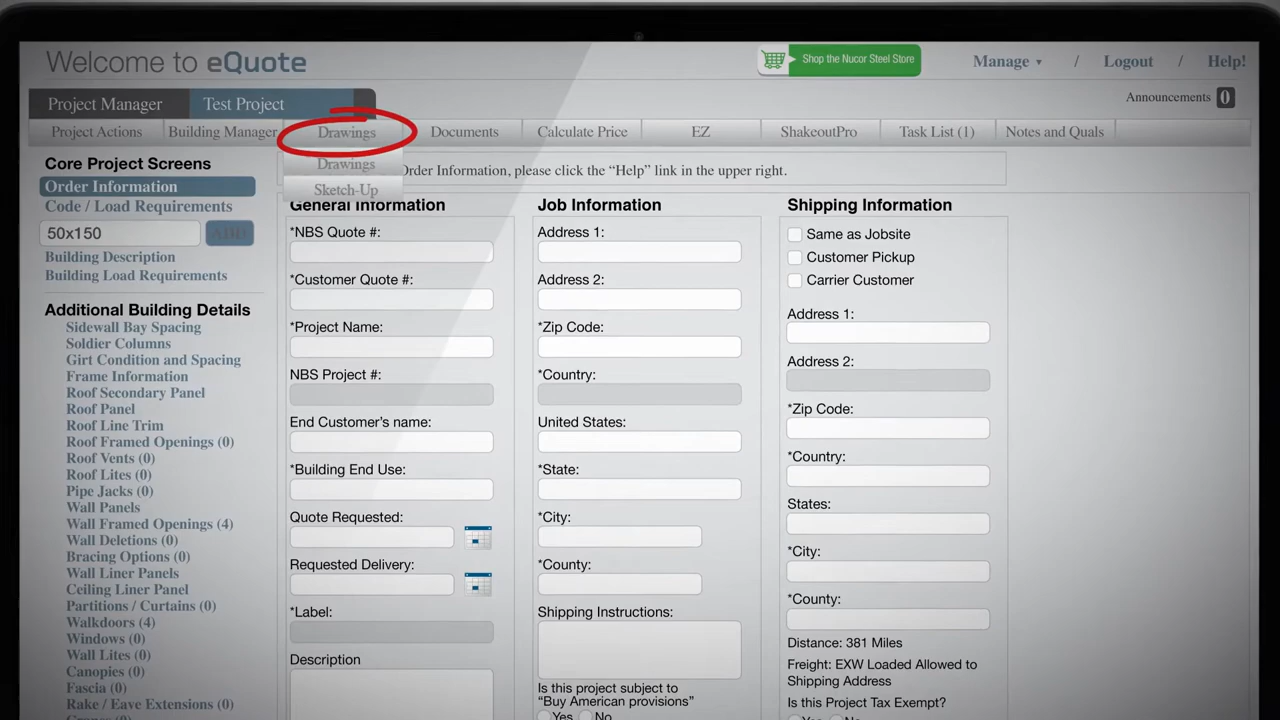 Welcome to eQuote
Shop the Nucor Steel Store
Manage / Logout / Help!
Project Manager Test Project
Announcements 0
Project Actions Building Manager Drawings Documents Calculate Price EZ ShakeoutPro Task List (1) Notes and Quals
Drawings
Sketch-Up
Order Information, please click the “Help” link in the upper right.
Core Project Screens
Order Information
Code / Load Requirements
50x150 ADD
Building Description
Building Load Requirements
Additional Building Details
Sidewall Bay Spacing
Soldier Columns
Girt Condition and Spacing
Frame Information
Roof Secondary Panel
Roof Panel
Roof Line Trim
Roof Framed Openings (0)
Roof Vents (0)
Roof Lites (0)
Pipe Jacks (0)
Wall Panels
Wall Framed Openings (4)
Wall Deletions (0)
Bracing Options (0)
Wall Liner Panels
Ceiling Liner Panel
Partitions / Curtains (0)
Walkdoors (4)
Windows (0)
Wall Lites (0)
Canopies (0)
Fascia (0)
Rake / Eave Extensions (0)
General Information
*NBS Quote #:
*Customer Quote #:
*Project Name:
NBS Project #:
End Customer’s name:
*Building End Use:
Quote Requested:
Requested Delivery:
*Label:
Description
Job Information
Address 1:
Address 2:
*Zip Code:
*Country:
United States:
*State:
*City:
*County:
Shipping Instructions:
Is this project subject to
“Buy American provisions”
Yes No
Shipping Information
Same as Jobsite
Customer Pickup
Carrier Customer
Address 1:
Address 2:
*Zip Code:
*Country:
States:
*City:
*County:
Distance: 381 Miles
Freight: EXW Loaded Allowed to
Shipping Address
Is this Project Tax Exempt?
Yes No